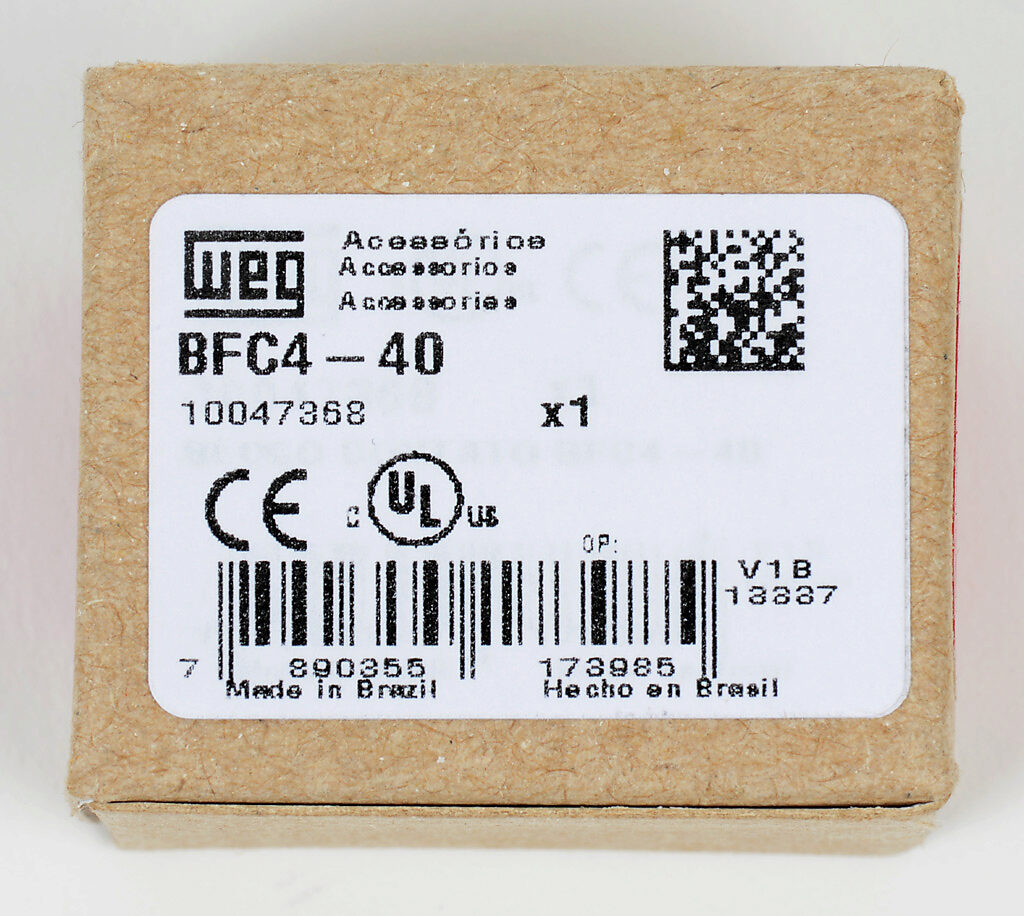 weg
Acessórios
Accesorios
Accessories
BFC4-40
10047368 x1
CE
C UL US
OP:
V1B
13337
7 890355 173985
Made in Brazil Hecho en Brasil